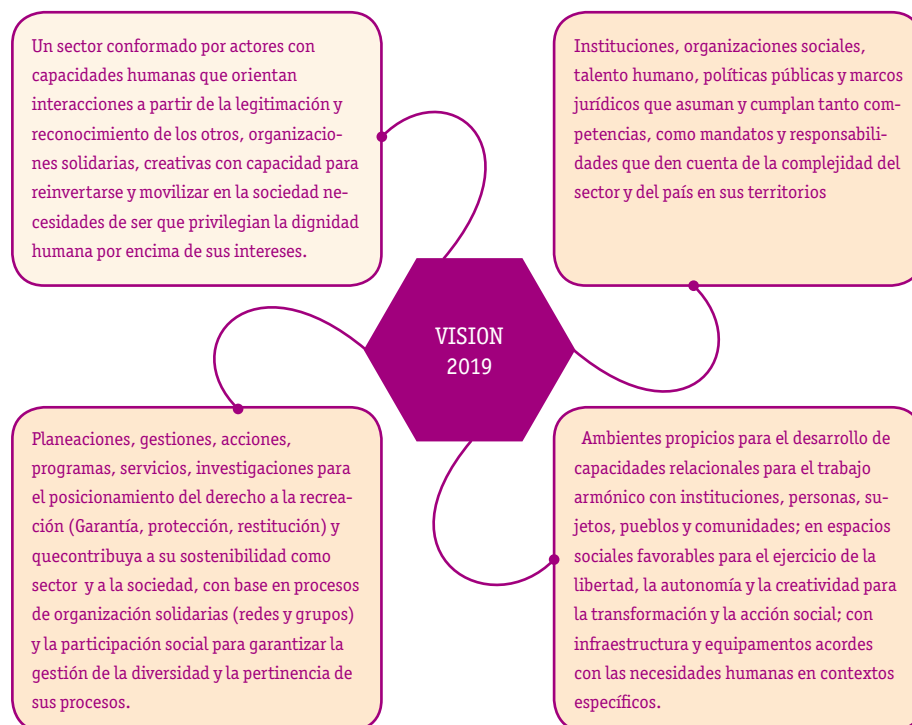 Un sector conformado por actores con
capacidades humanas que orientan
interacciones a partir de la legitimación y
reconocimiento de los otros, organizacio-
nes solidarias, creativas con capacidad para
reinvertarse y movilizar en la sociedad ne-
cesidades de ser que privilegian la dignidad
humana por encima de sus intereses.
Instituciones, organizaciones sociales,
talento humano, políticas públicas y marcos
jurídicos que asuman y cumplan tanto com-
petencias, como mandatos y responsabili-
dades que den cuenta de la complejidad del
sector y del país en sus territorios
VISION
2019
Planeaciones, gestiones, acciones,
programas, servicios, investigaciones para
el posicionamiento del derecho a la recrea-
ción (Garantía, protección, restitución) y
quecontribuya a su sostenibilidad como
sector y a la sociedad, con base en procesos
de organización solidarias (redes y grupos)
y la participación social para garantizar la
gestión de la diversidad y la pertinencia de
sus procesos.
Ambientes propicios para el desarrollo de
capacidades relacionales para el trabajo
armónico con instituciones, personas, su-
jetos, pueblos y comunidades; en espacios
sociales favorables para el ejercicio de la
libertad, la autonomía y la creatividad para
la transformación y la acción social; con
infraestructura y equipamentos acordes
con las necesidades humanas en contextos
específicos.